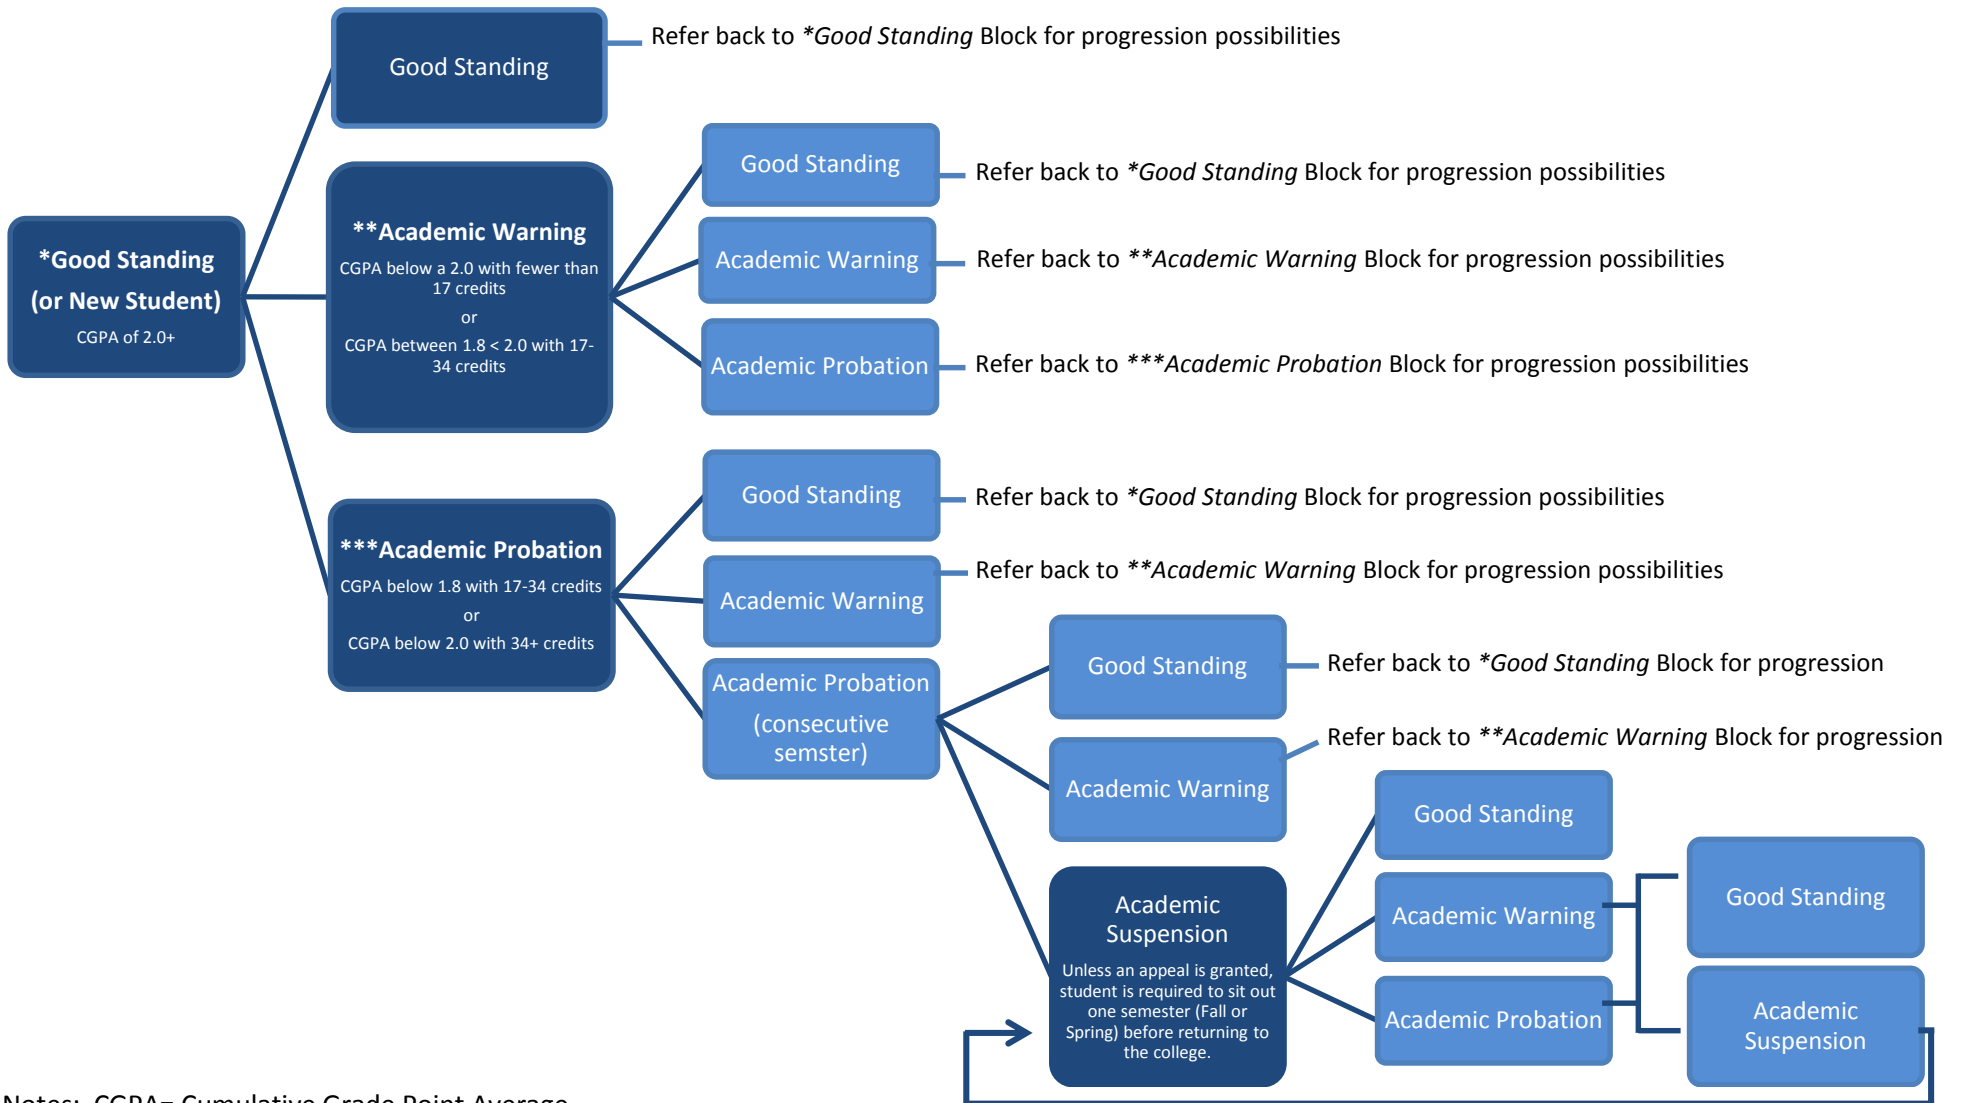 Good Standing
Refer back to *Good Standing Block for progression possibilities
*Good Standing
(or New Student)
CGPA of 2.0+
**Academic Warning
CGPA below a 2.0 with fewer than
17 credits
or
CGPA between 1.8 < 2.0 with 17-
34 credits
Good Standing
Refer back to *Good Standing Block for progression possibilities
Academic Warning
Refer back to **Academic Warning Block for progression possibilities
Academic Probation
Refer back to ***Academic Probation Block for progression possibilities
***Academic Probation
CGPA below 1.8 with 17-34 credits
or
CGPA below 2.0 with 34+ credits
Good Standing
Refer back to *Good Standing Block for progression possibilities
Academic Warning
Refer back to **Academic Warning Block for progression possibilities
Academic Probation
(consecutive
semster)
Good Standing
Refer back to *Good Standing Block for progression
Academic Warning
Refer back to **Academic Warning Block for progression
Academic
Suspension
Unless an appeal is granted,
student is required to sit out
one semester (Fall or
Spring) before returning to
the college.
Good Standing
Academic Warning
Academic Probation
Good Standing
Academic
Suspension
Notes: CGPA= Cumulative Grade Point Average